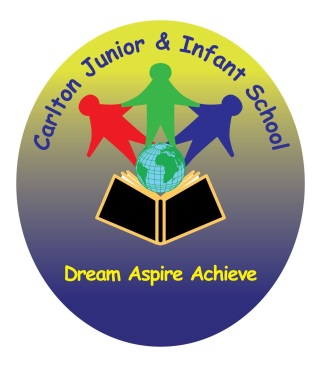 Carlton Junior & Infant School
Dream Aspire Achieve